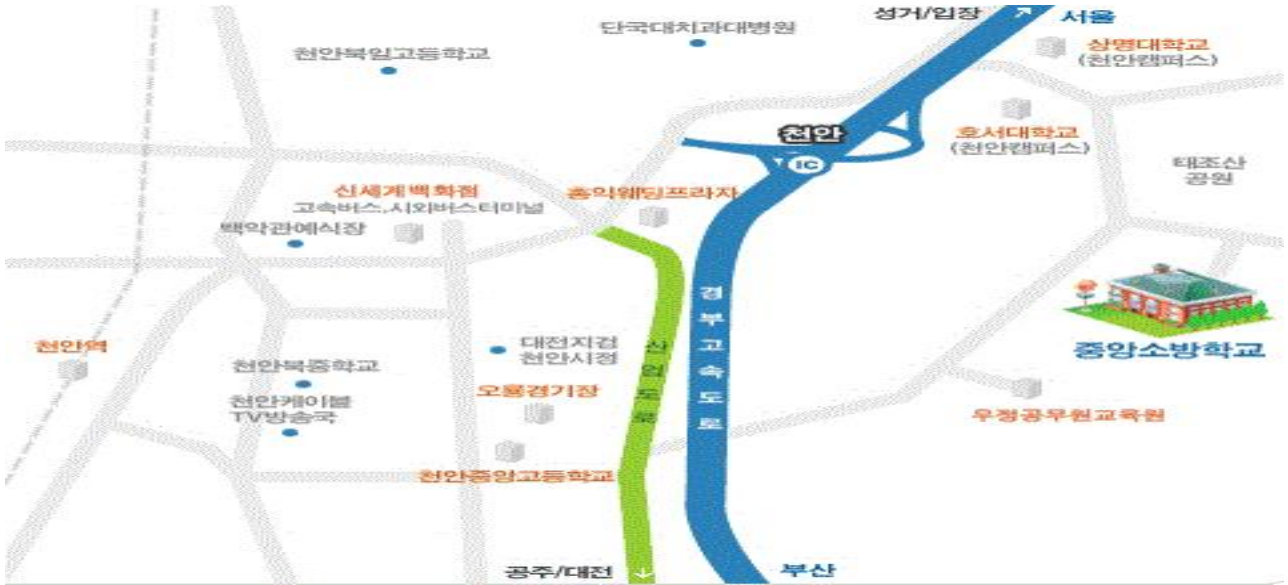 성거/입장
서울
단국대치과대병원
천안북일고등학교
상명대학교
(천안캠퍼스)
천안
IC
호서대학교
(천안캠퍼스)
태조산
공원
신세계백화점
고속버스,시외버스터미널
홍익웨딩프라자
백악관예식장
경부고속도로
산업도로
중앙소방학교
천안역
대전지검
천안시청
천안북중학교
오룡경기장
천안케이블
TV방송국
우정공무원교육원
천안중앙고등학교
공주/대전
부산